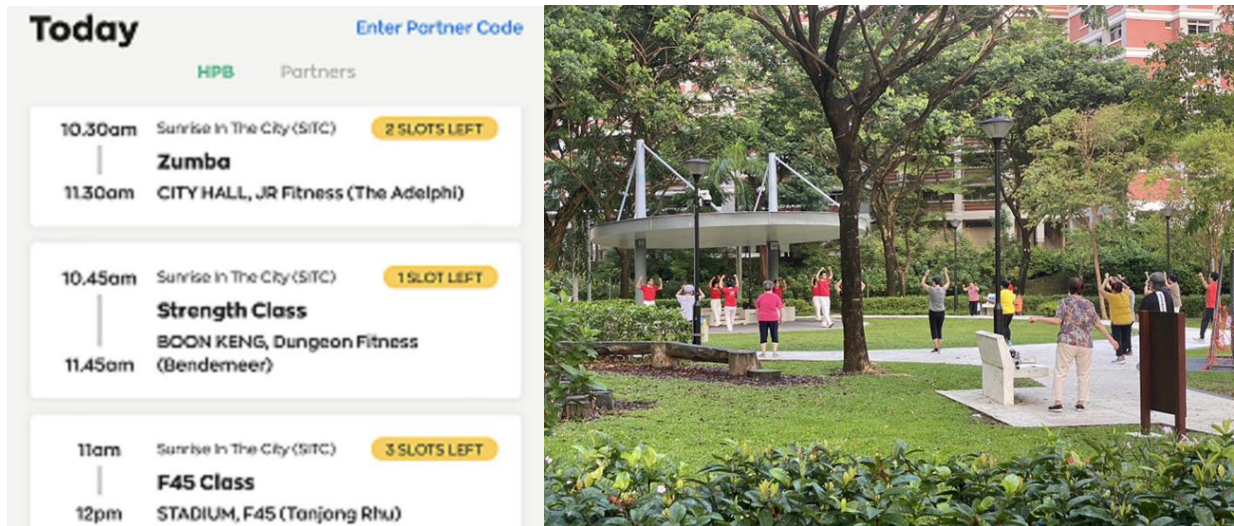 Today
Enter Partner Code
HPB
Partners
10.30am
Sunrise In The City (SITC)
2 SLOTS LEFT
Zumba
11.30am
CITY HALL, JR Fitness (The Adelphi)
10.45am
Sunrise In The City (SITC)
1 SLOT LEFT
Strength Class
BOON KENG, Dungeon Fitness
11.45am
(Bendemeer)
11am
Sunrise In The City (SITC)
3 SLOTS LEFT
F45 Class
12pm
STADIUM, F45 (Tanjong Rhu)